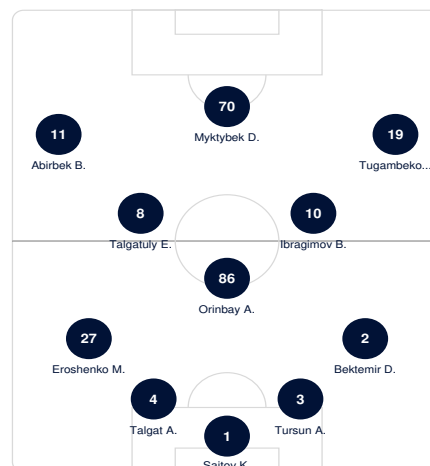 70
Myktybek D.
11
Abirbek B.
19
Tugambeko...
8
Talgatuly E.
10
Ibragimov B.
86
Orinbay A.
27
Eroshenko M.
2
Bektemir D.
4
Talgat A.
3
Tursun A.
1
Saitov K.